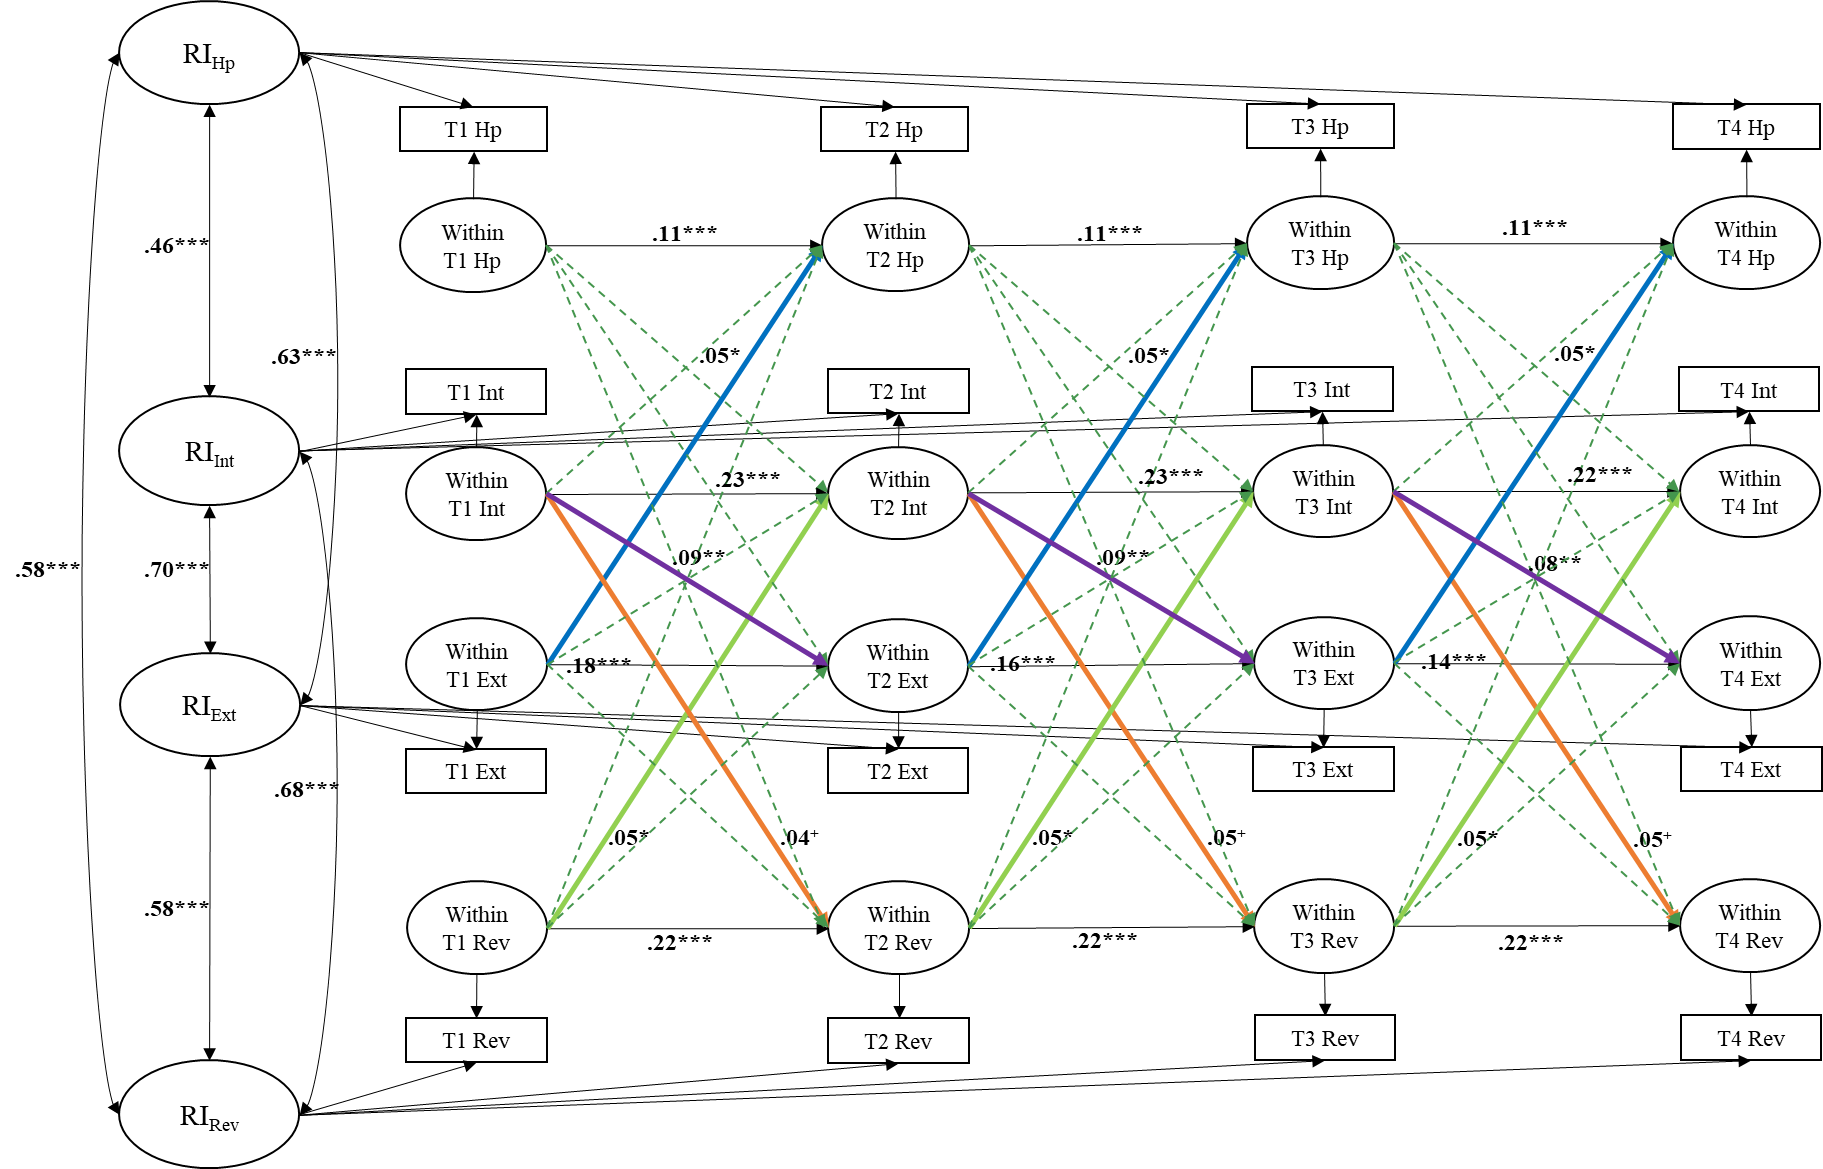 RIHp
T1 Hp
T2 Hp
T3 Hp
T4 Hp
Within
T1 Hp
.11***
Within
T2 Hp
.11***
Within
T3 Hp
.11***
Within
T4 Hp
.46***
.63***
.05*
.05*
.05*
T1 Int
T2 Int
T3 Int
T4 Int
RIInt
Within
T1 Int
.23***
Within
T2 Int
.23***
Within
T3 Int
.22***
Within
T4 Int
.58***
.70***
.09**
.09**
.08**
Within
T1 Ext
.18***
Within
T2 Ext
.16***
Within
T3 Ext
.14***
Within
T4 Ext
RIExt
T1 Ext
T2 Ext
T3 Ext
T4 Ext
.68***
.05*
.04+
.05*
.05+
.05*
.05+
.58***
Within
T1 Rev
.22***
Within
T2 Rev
.22***
Within
T3 Rev
.22***
Within
T4 Rev
T1 Rev
T2 Rev
T3 Rev
T4 Rev
RIRev